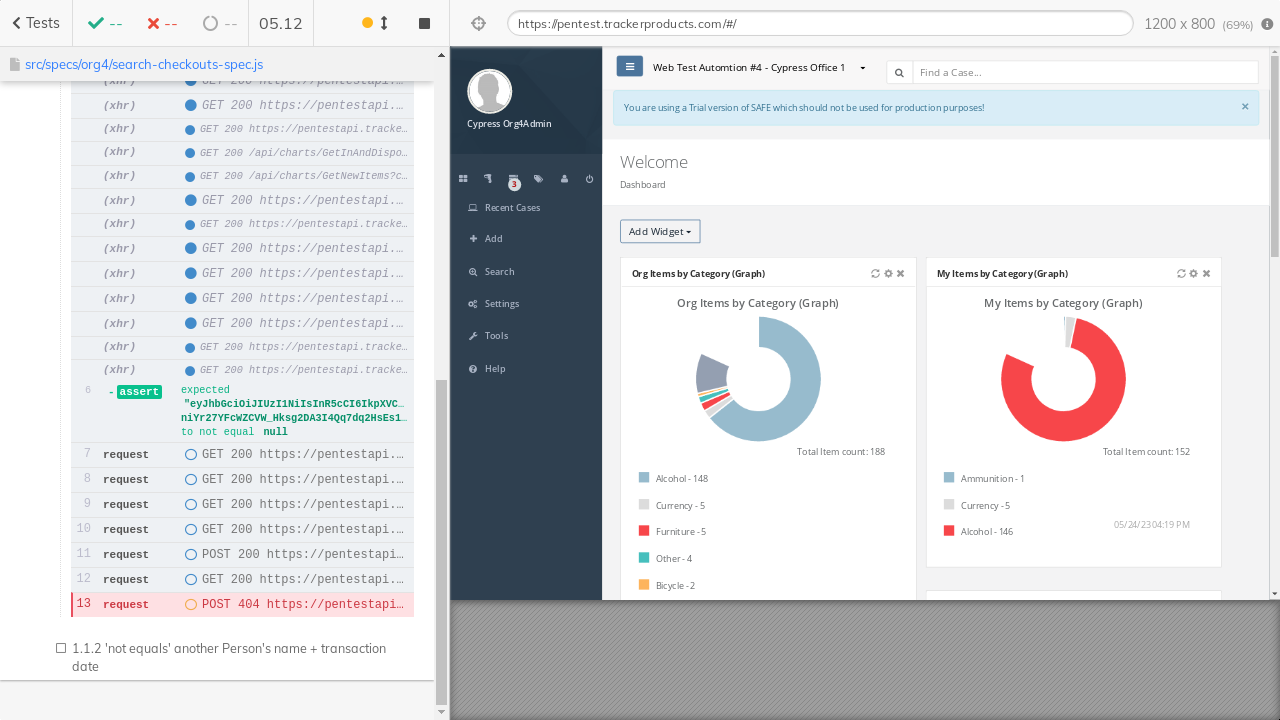 Tests
--
--
--
05.12
https://pentest.trackerproducts.com/#/
1200 x 800 (69%)
src/specs/org4/search-checkouts-spec.js
(xhr) GET 200 https://pentestapi.…
(xhr) GET 200 https://pentestapi.…
(xhr) GET 200 https://pentestapi.tracke…
(xhr) GET 200 /api/charts/GetInAndDispo…
(xhr) GET 200 /api/charts/GetNewItems?c…
(xhr) GET 200 https://pentestapi.…
(xhr) GET 200 https://pentestapi.tracke…
(xhr) GET 200 https://pentestapi.…
(xhr) GET 200 https://pentestapi.…
(xhr) GET 200 https://pentestapi.…
(xhr) GET 200 https://pentestapi.…
(xhr) GET 200 https://pentestapi.tracke…
(xhr) GET 200 https://pentestapi.tracke…
6 - assert expected
"eyJhbGciOiJIUzI1NiIsInR5cCI6IkpXVC…
niYr27YFcWZCVW_Hksg2DA3I4Qq7dq2HsEs1…
to not equal null
7 request GET 200 https://pentestapi.…
8 request GET 200 https://pentestapi.…
9 request GET 200 https://pentestapi.…
10 request GET 200 https://pentestapi.…
11 request POST 200 https://pentestapi…
12 request GET 200 https://pentestapi.…
13 request POST 404 https://pentestapi…
1.1.2 'not equals' another Person's name + transaction
date
Cypress Org4Admin
3
Recent Cases
Add
Search
Settings
Tools
Help
Web Test Automtion #4 - Cypress Office 1
Find a Case...
You are using a Trial version of SAFE which should not be used for production purposes!
×
Welcome
Dashboard
Add Widget
Org Items by Category (Graph)
Org Items by Category (Graph)
Total Item count: 188
Alcohol - 148
Currency - 5
Furniture - 5
Other - 4
Bicycle - 2
My Items by Category (Graph)
My Items by Category (Graph)
Total Item count: 152
Ammunition - 1
Currency - 5
05/24/23 04:19 PM
Alcohol - 146